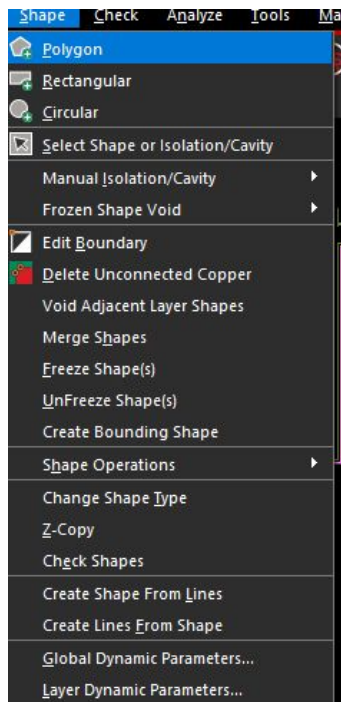 Shape Check Analyze Tools Ma
Polygon
Rectangular
Circular
Select Shape or Isolation/Cavity
Manual Isolation/Cavity
Frozen Shape Void
Edit Boundary
Delete Unconnected Copper
Void Adjacent Layer Shapes
Merge Shapes
Freeze Shape(s)
UnFreeze Shape(s)
Create Bounding Shape
Shape Operations
Change Shape Type
Z-Copy
Check Shapes
Create Shape From Lines
Create Lines From Shape
Global Dynamic Parameters...
Layer Dynamic Parameters...